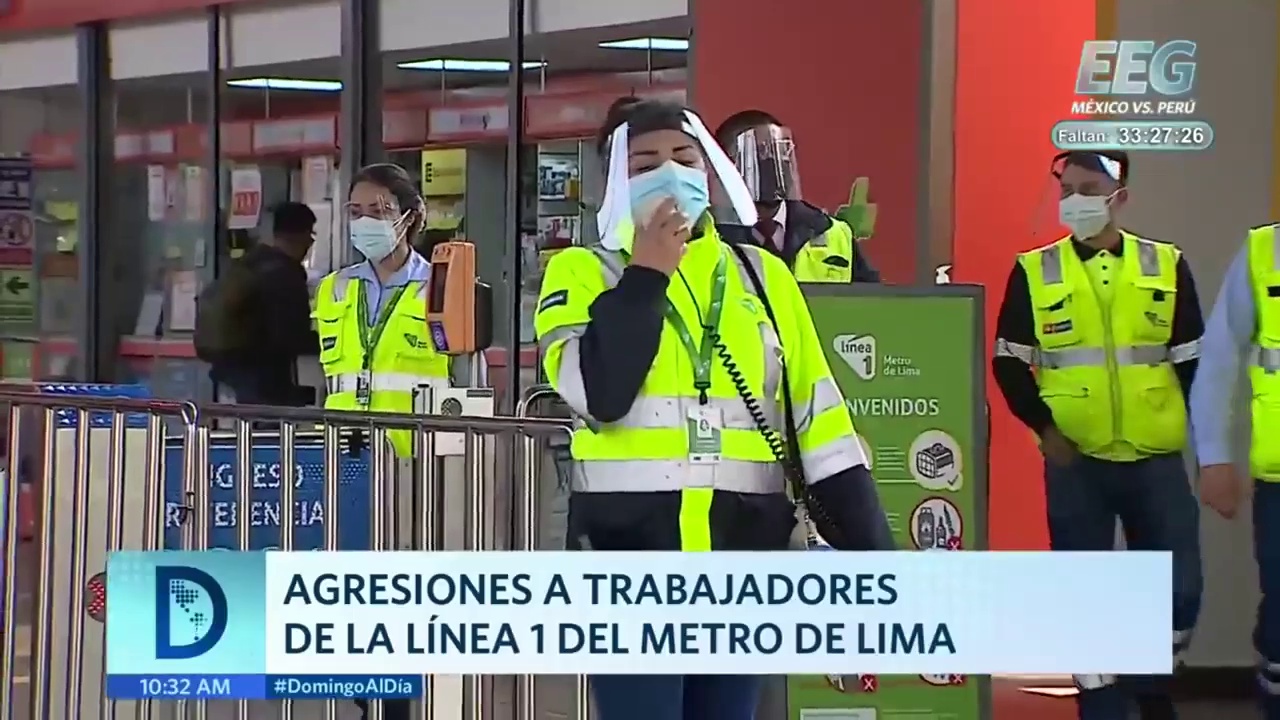 EEG
MÉXICO VS. PERÚ
Faltan: 33:27:26
línea
1
Metro
de Lima
NVENIDOS
AGRESIONES A TRABAJADORES
DE LA LÍNEA 1 DEL METRO DE LIMA
D
10:32 AM
#DomingoAlDía